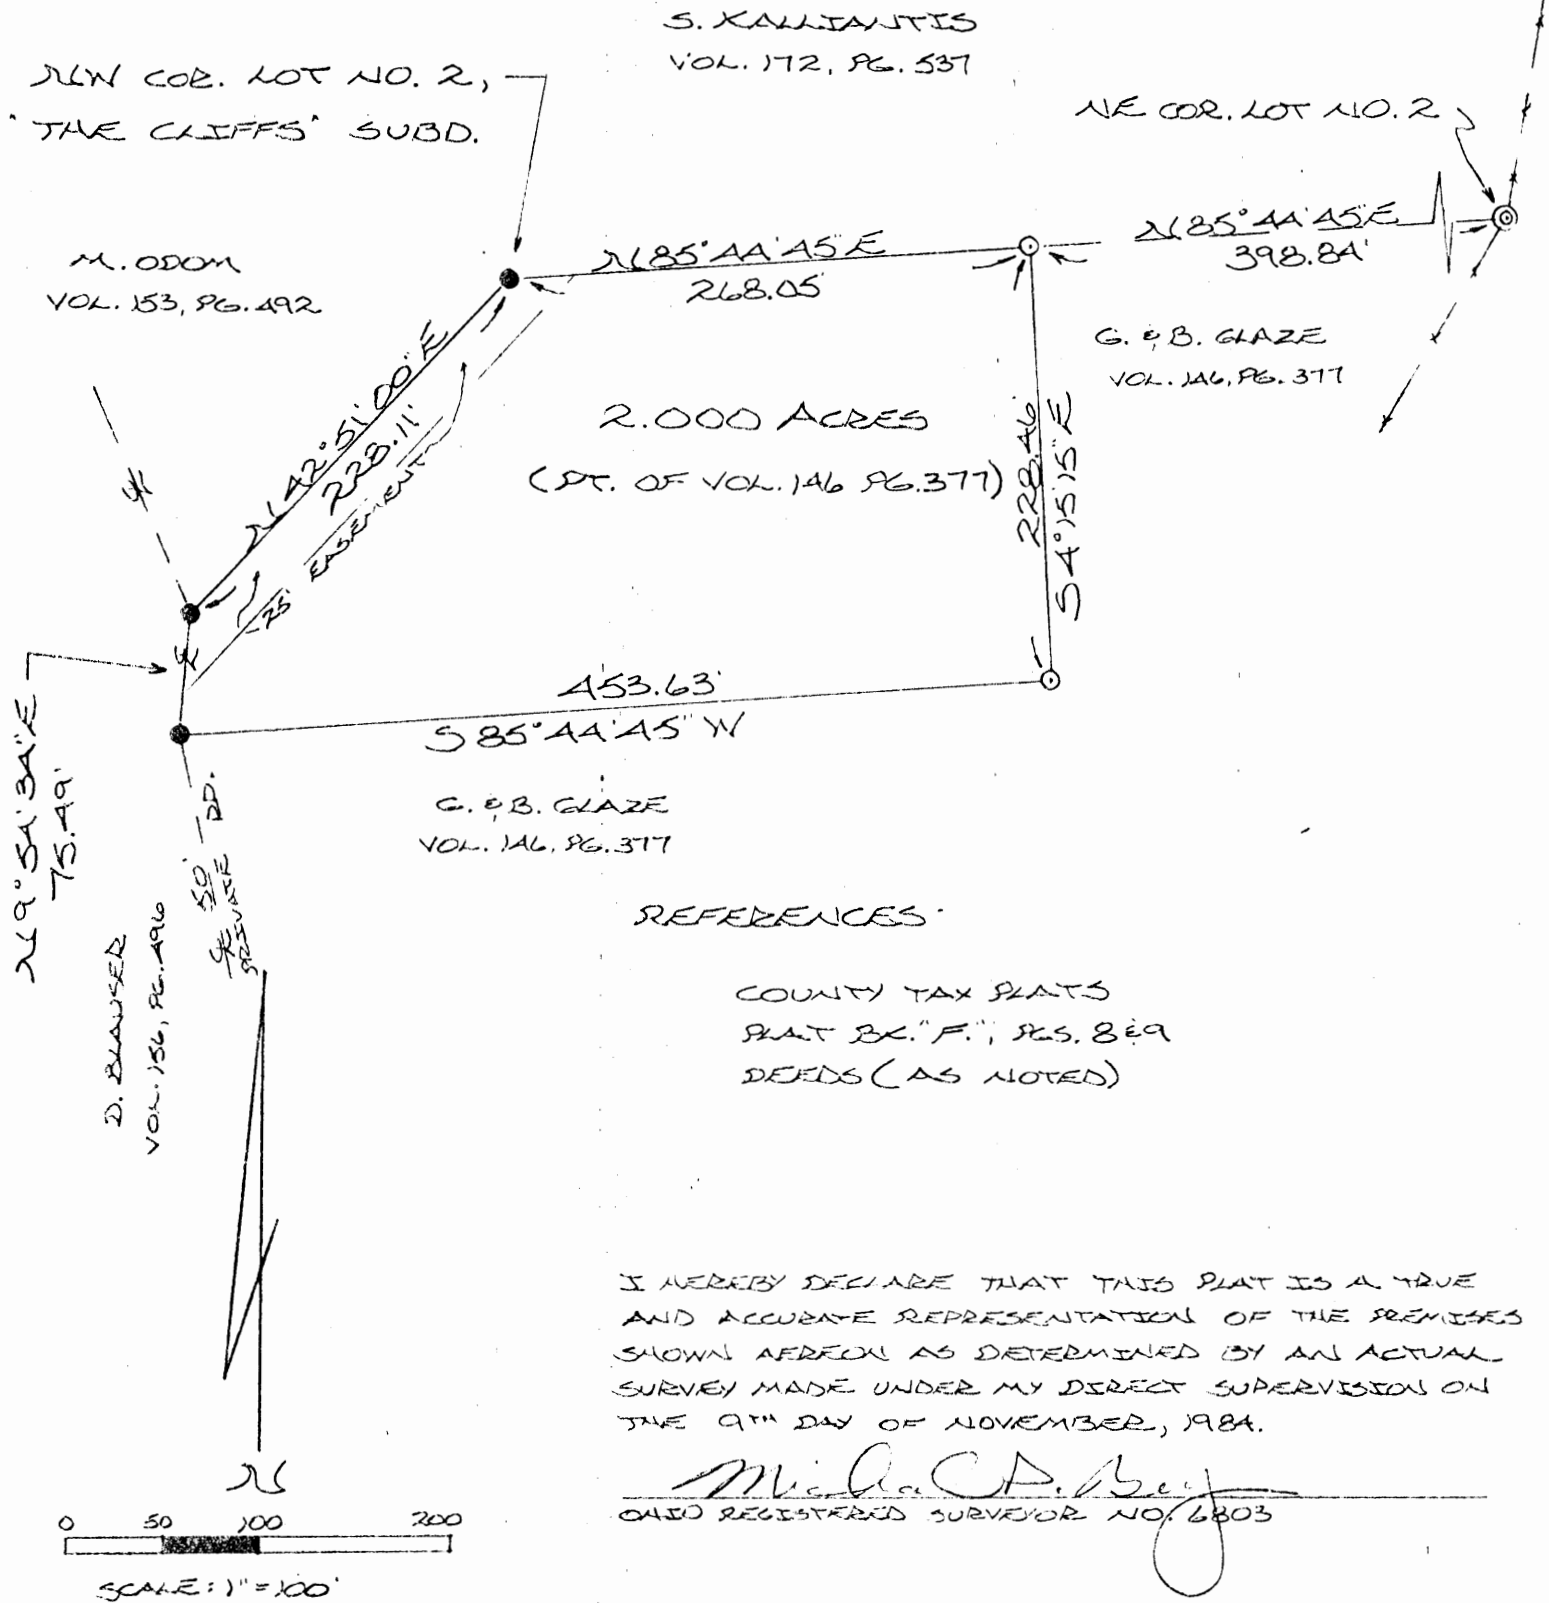 S. KALLIANTIS
VOL. 172, PG. 537
NW COR. LOT NO. 2,
"THE CLIFFS" SUBD.
NE COR. LOT NO. 2
M. ODOM
VOL. 153, PG. 492
N 85° 44' 45" E
268.05'
N 85° 44' 45" E
398.84'
G. & B. GLAZE
VOL. 146, PG. 377
N 42° 51' 00" E
228.11'
25' EASEMENT
2.000 ACRES
(PT. OF VOL. 146 PG. 377)
228.46'
S 4° 15' 15" E
℄
℄
N 9° 54' 34" E
75.49'
453.63'
S 85° 44' 45" W
G. & B. GLAZE
VOL. 146, PG. 377
℄ 50' PRIVATE RD.
D. BLAUSER
VOL. 156, PG. 496
REFERENCES:
COUNTY TAX PLATS
PLAT BK. "F.", PGS. 8 & 9
DEEDS (AS NOTED)
I HEREBY DECLARE THAT THIS PLAT IS A TRUE
AND ACCURATE REPRESENTATION OF THE PREMISES
SHOWN HEREON AS DETERMINED BY AN ACTUAL
SURVEY MADE UNDER MY DIRECT SUPERVISION ON
THE 9TH DAY OF NOVEMBER, 1984.
OHIO REGISTERED SURVEYOR NO. 6803
N
0 50 100 200
SCALE: 1" = 100'